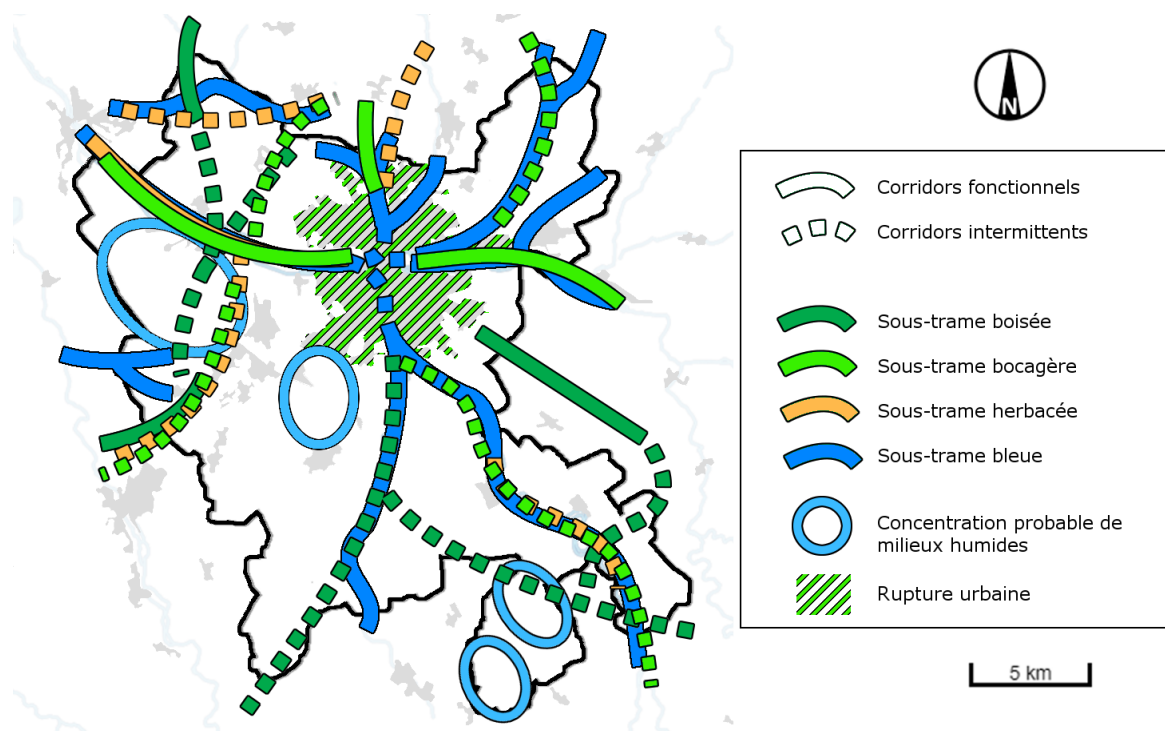 N
Corridors fonctionnels
Corridors intermittents
Sous-trame boisée
Sous-trame bocagère
Sous-trame herbacée
Sous-trame bleue
Concentration probable de
milieux humides
Rupture urbaine
5 km